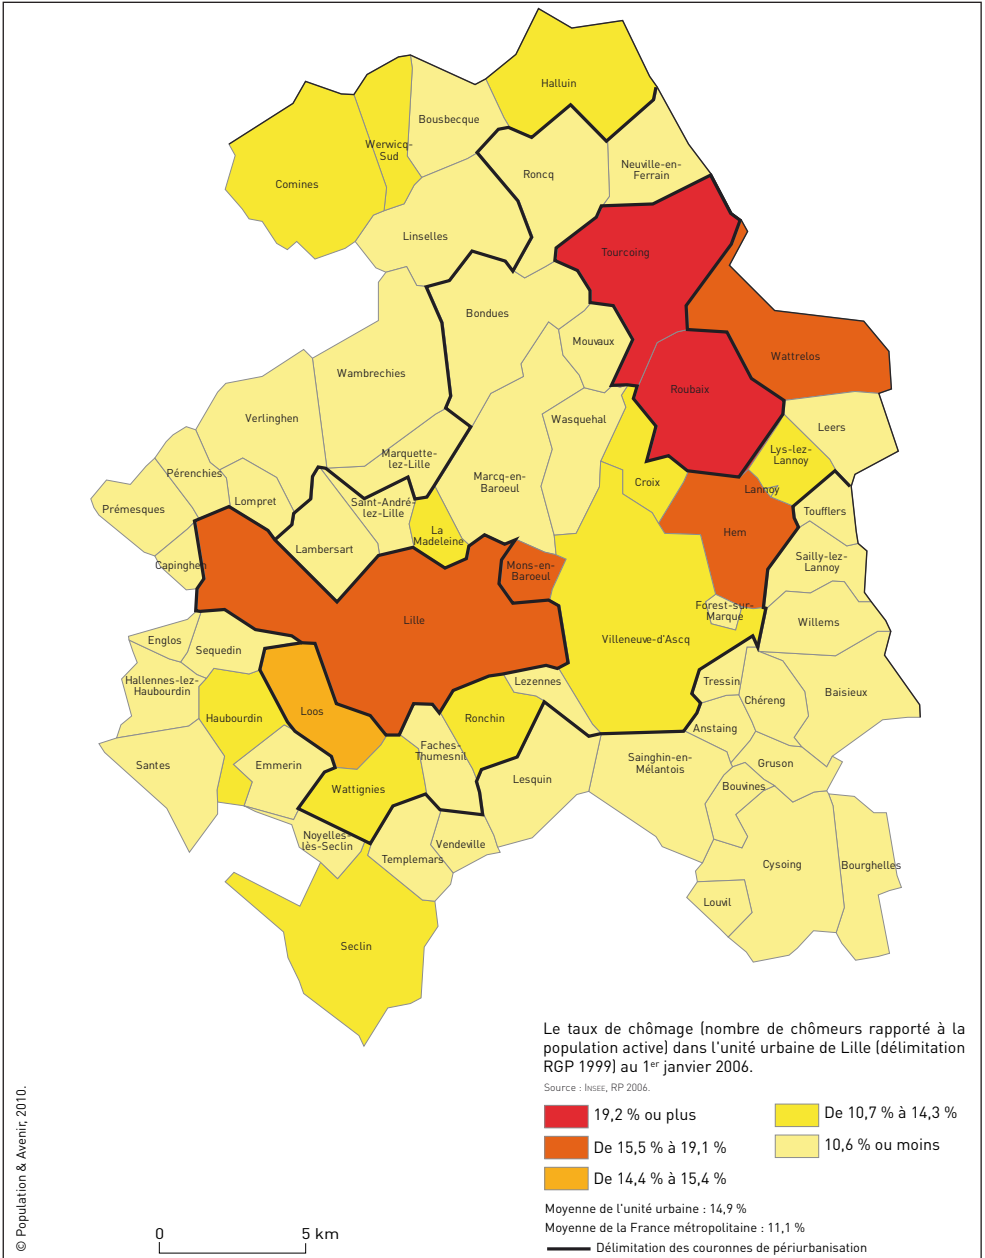 Halluin
Bousbecque
Werwicq-
Sud
Comines
Roncq
Neuville-en-
Ferrain
Linselles
Tourcoing
Bondues
Mouvaux
Wattrelos
Wambrechies
Roubaix
Verlinghen
Wasquehal
Leers
Marquette-
lez-Lille
Lys-lez-
Lannoy
Pérenchies
Marcq-en-
Baroeul
Croix
Lannoy
Prémesques
Lompret
Saint-André-
lez-Lille
Toufflers
La
Madeleine
Hem
Lambersart
Sailly-lez-
Lannoy
Capinghem
Mons-en-
Baroeul
Forest-sur-
Marque
Lille
Willems
Englos
Sequedin
Villeneuve-d'Ascq
Hallennes-lez-
Haubourdin
Lezennes
Tressin
Baisieux
Chéreng
Haubourdin
Loos
Ronchin
Anstaing
Faches-
Thumesnil
Santes
Emmerin
Sainghin-en-
Mélantois
Gruson
Lesquin
Wattignies
Bouvines
Noyelles-
lès-Seclin
Vendeville
Templemars
Cysoing
Bourghelles
Louvil
Seclin
Le taux de chômage (nombre de chômeurs rapporté à la
population active) dans l'unité urbaine de Lille (délimitation
RGP 1999) au 1er janvier 2006.
Source : INSEE, RP 2006.
19,2 % ou plus
De 15,5 % à 19,1 %
De 14,4 % à 15,4 %
De 10,7 % à 14,3 %
10,6 % ou moins
Moyenne de l'unité urbaine : 14,9 %
Moyenne de la France métropolitaine : 11,1 %
Délimitation des couronnes de périurbanisation
0 5 km
© Population & Avenir, 2010.